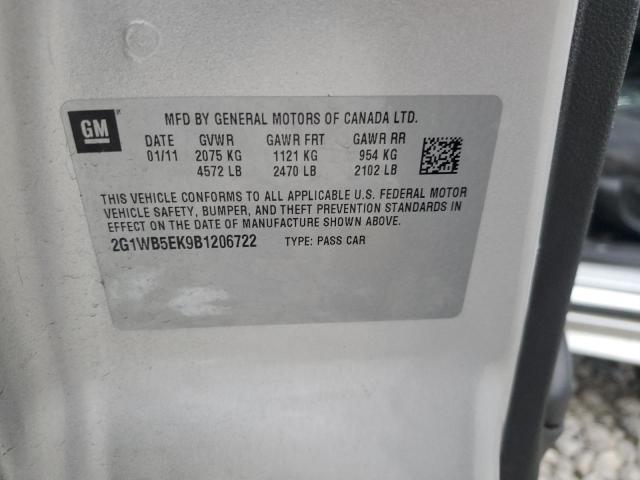 GM
MFD BY GENERAL MOTORS OF CANADA LTD.
DATE GVWR GAWR FRT GAWR RR
01/11 2075 KG 1121 KG 954 KG
4572 LB 2470 LB 2102 LB
THIS VEHICLE CONFORMS TO ALL APPLICABLE U.S. FEDERAL MOTOR
VEHICLE SAFETY, BUMPER, AND THEFT PREVENTION STANDARDS IN
EFFECT ON THE DATE OF MANUFACTURE SHOWN ABOVE.
2G1WB5EK9B1206722 TYPE: PASS CAR